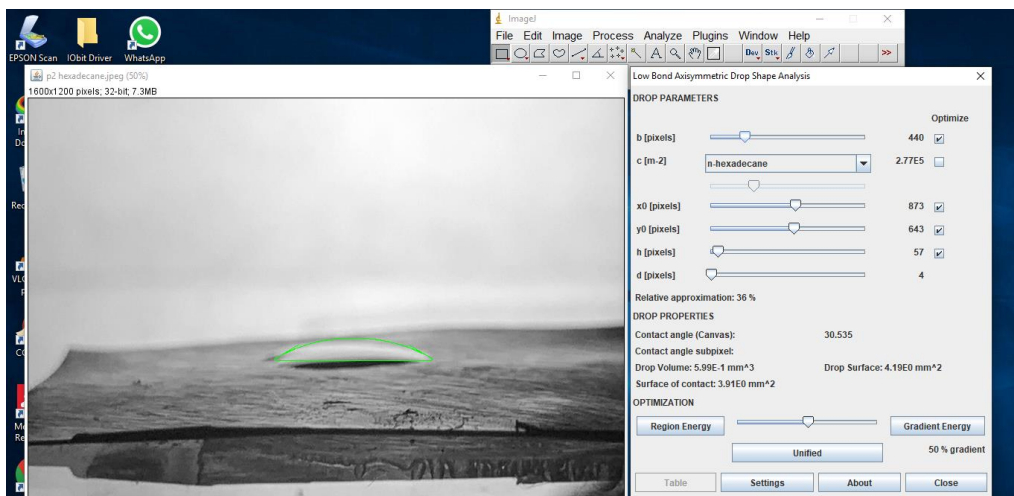 ImageJ
File Edit Image Process Analyze Plugins Window Help
Dev Stk >>
EPSON Scan IObit Driver WhatsApp
p2 hexadecane.jpeg (50%)
1600x1200 pixels; 32-bit; 7.3MB
Low Bond Axisymmetric Drop Shape Analysis
DROP PARAMETERS
Optimize
b [pixels] 440
c [m-2] n-hexadecane 2.77E5
x0 [pixels] 873
y0 [pixels] 643
h [pixels] 57
d [pixels] 4
Relative approximation: 36 %
DROP PROPERTIES
Contact angle (Canvas): 30.535
Contact angle subpixel:
Drop Volume: 5.99E-1 mm^3 Drop Surface: 4.19E0 mm^2
Surface of contact: 3.91E0 mm^2
OPTIMIZATION
Region Energy Gradient Energy
Unified 50 % gradient
Table Settings About Close